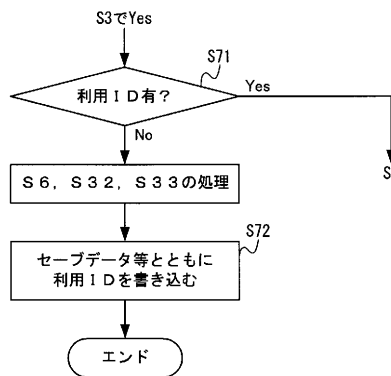 S3でYes
S71
利用ＩＤ有？
Yes
No
S
Ｓ６，Ｓ３２，Ｓ３３の処理
S72
セーブデータ等とともに
利用ＩＤを書き込む
エンド